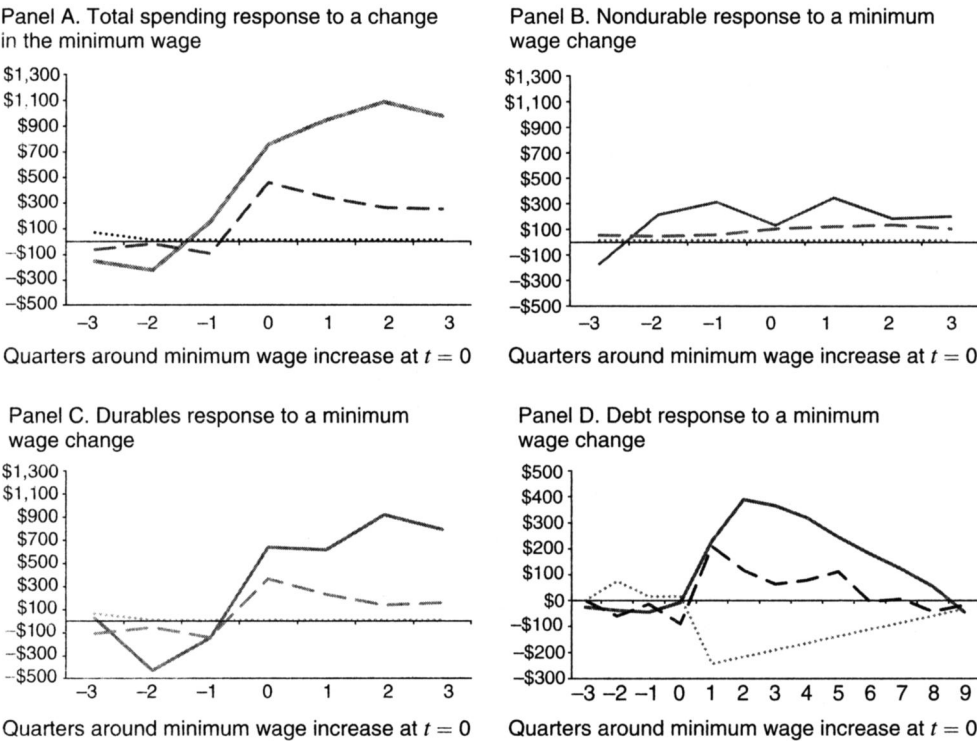 Panel A. Total spending response to a change
in the minimum wage
$1,300
$1,100
$900
$700
$500
$300
$100
–$100
–$300
–$500
–3 –2 –1 0 1 2 3
Quarters around minimum wage increase at t = 0
Panel B. Nondurable response to a minimum
wage change
$1,300
$1,100
$900
$700
$500
$300
$100
–$100
–$300
–$500
–3 –2 –1 0 1 2 3
Quarters around minimum wage increase at t = 0
Panel C. Durables response to a minimum
wage change
$1,300
$1,100
$900
$700
$500
$300
$100
–$100
–$300
–$500
–3 –2 –1 0 1 2 3
Quarters around minimum wage increase at t = 0
Panel D. Debt response to a minimum
wage change
$500
$400
$300
$200
$100
$0
–$100
–$200
–$300
–3 –2 –1 0 1 2 3 4 5 6 7 8 9
Quarters around minimum wage increase at t = 0